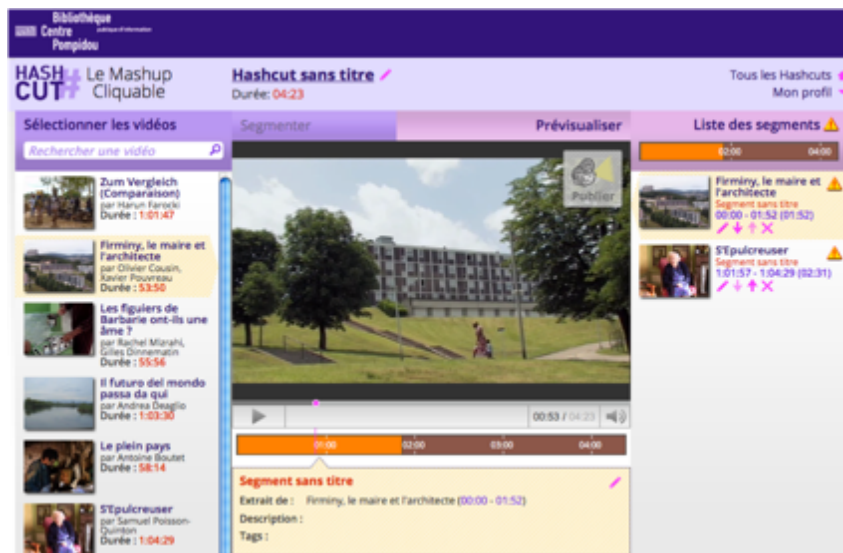 Bibliothèque
Centre publique d'information
Pompidou
HASH
CUT# Le Mashup
Cliquable
Hashcut sans titre
Durée: 04:23
Tous les Hashcuts
Mon profil
Sélectionner les vidéos
Rechercher une vidéo
Zum Vergleich
(Comparaison)
par Harun Farocki
Durée : 1:01:47
Firminy, le maire et
l'architecte
par Olivier Cousin,
Xavier Pouvreau
Durée : 53:50
Les figuiers de
Barbarie ont-ils une
âme ?
par Rachel Mizrahi,
Gilles Dinnematin
Durée : 55:56
Il futuro del mondo
passa da qui
par Andrea Deaglio
Durée : 1:03:30
Le plein pays
par Antoine Boutet
Durée : 58:14
S'Epulcreuser
par Samuel Poisson-
Quinton
Durée : 1:04:29
Segmenter
Prévisualiser
Publier
00:53 / 04:23
01:00 02:00 03:00 04:00
Segment sans titre
Extrait de : Firminy, le maire et l'architecte (00:00 - 01:52)
Description :
Tags :
Liste des segments
02:00 04:00
Firminy, le maire et
l'architecte
Segment sans titre
00:00 - 01:52 (01:52)
S'Epulcreuser
Segment sans titre
1:01:57 - 1:04:29 (02:31)